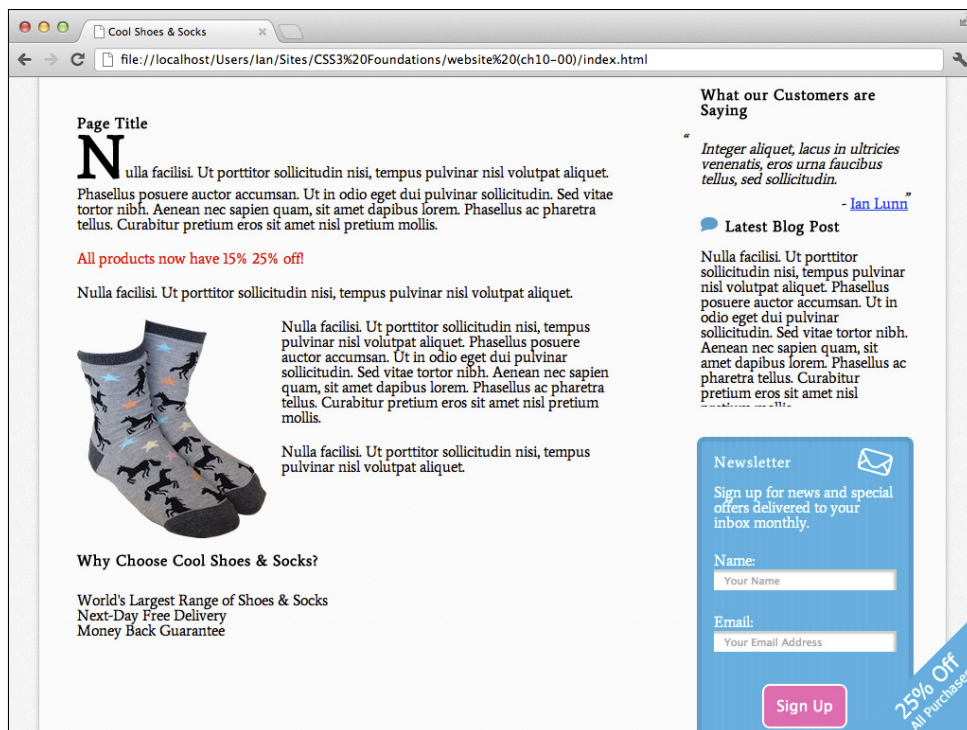 Cool Shoes & Socks
file://localhost/Users/Ian/Sites/CSS3%20Foundations/website%20(ch10-00)/index.html
Page Title
Nulla facilisi. Ut porttitor sollicitudin nisi, tempus pulvinar nisl volutpat aliquet.
Phasellus posuere auctor accumsan. Ut in odio eget dui pulvinar sollicitudin. Sed vitae
tortor nibh. Aenean nec sapien quam, sit amet dapibus lorem. Phasellus ac pharetra
tellus. Curabitur pretium eros sit amet nisl pretium mollis.
All products now have 15% 25% off!
Nulla facilisi. Ut porttitor sollicitudin nisi, tempus pulvinar nisl volutpat aliquet.
Nulla facilisi. Ut porttitor sollicitudin nisi, tempus
pulvinar nisl volutpat aliquet. Phasellus posuere
auctor accumsan. Ut in odio eget dui pulvinar
sollicitudin. Sed vitae tortor nibh. Aenean nec sapien
quam, sit amet dapibus lorem. Phasellus ac pharetra
tellus. Curabitur pretium eros sit amet nisl pretium
mollis.
Nulla facilisi. Ut porttitor sollicitudin nisi, tempus
pulvinar nisl volutpat aliquet.
Why Choose Cool Shoes & Socks?
World's Largest Range of Shoes & Socks
Next-Day Free Delivery
Money Back Guarantee
What our Customers are
Saying
“
Integer aliquet, lacus in ultricies
venenatis, eros urna faucibus
tellus, sed sollicitudin.
”
- Ian Lunn
Latest Blog Post
Nulla facilisi. Ut porttitor
sollicitudin nisi, tempus pulvinar
nisl volutpat aliquet. Phasellus
posuere auctor accumsan. Ut in
odio eget dui pulvinar
sollicitudin. Sed vitae tortor nibh.
Aenean nec sapien quam, sit
amet dapibus lorem. Phasellus ac
pharetra tellus. Curabitur
pretium eros sit amet nisl
pretium mollis.
Newsletter
Sign up for news and special
offers delivered to your
inbox monthly.
Name:
Your Name
Email:
Your Email Address
Sign Up
25% Off
All Purchases